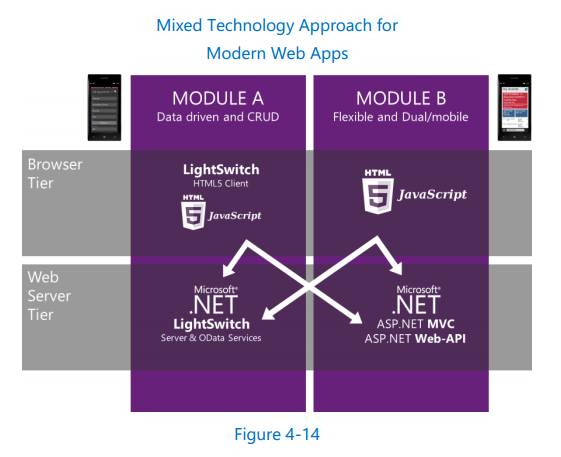 Mixed Technology Approach for
Modern Web Apps
MODULE A
Data driven and CRUD
MODULE B
Flexible and Dual/mobile
Browser
Tier
LightSwitch
HTML5 Client
HTML
5
JavaScript
HTML
5
JavaScript
Web
Server
Tier
Microsoft®
.NET
LightSwitch
Server & OData Services
Microsoft®
.NET
ASP.NET MVC
ASP.NET Web-API
Figure 4-14